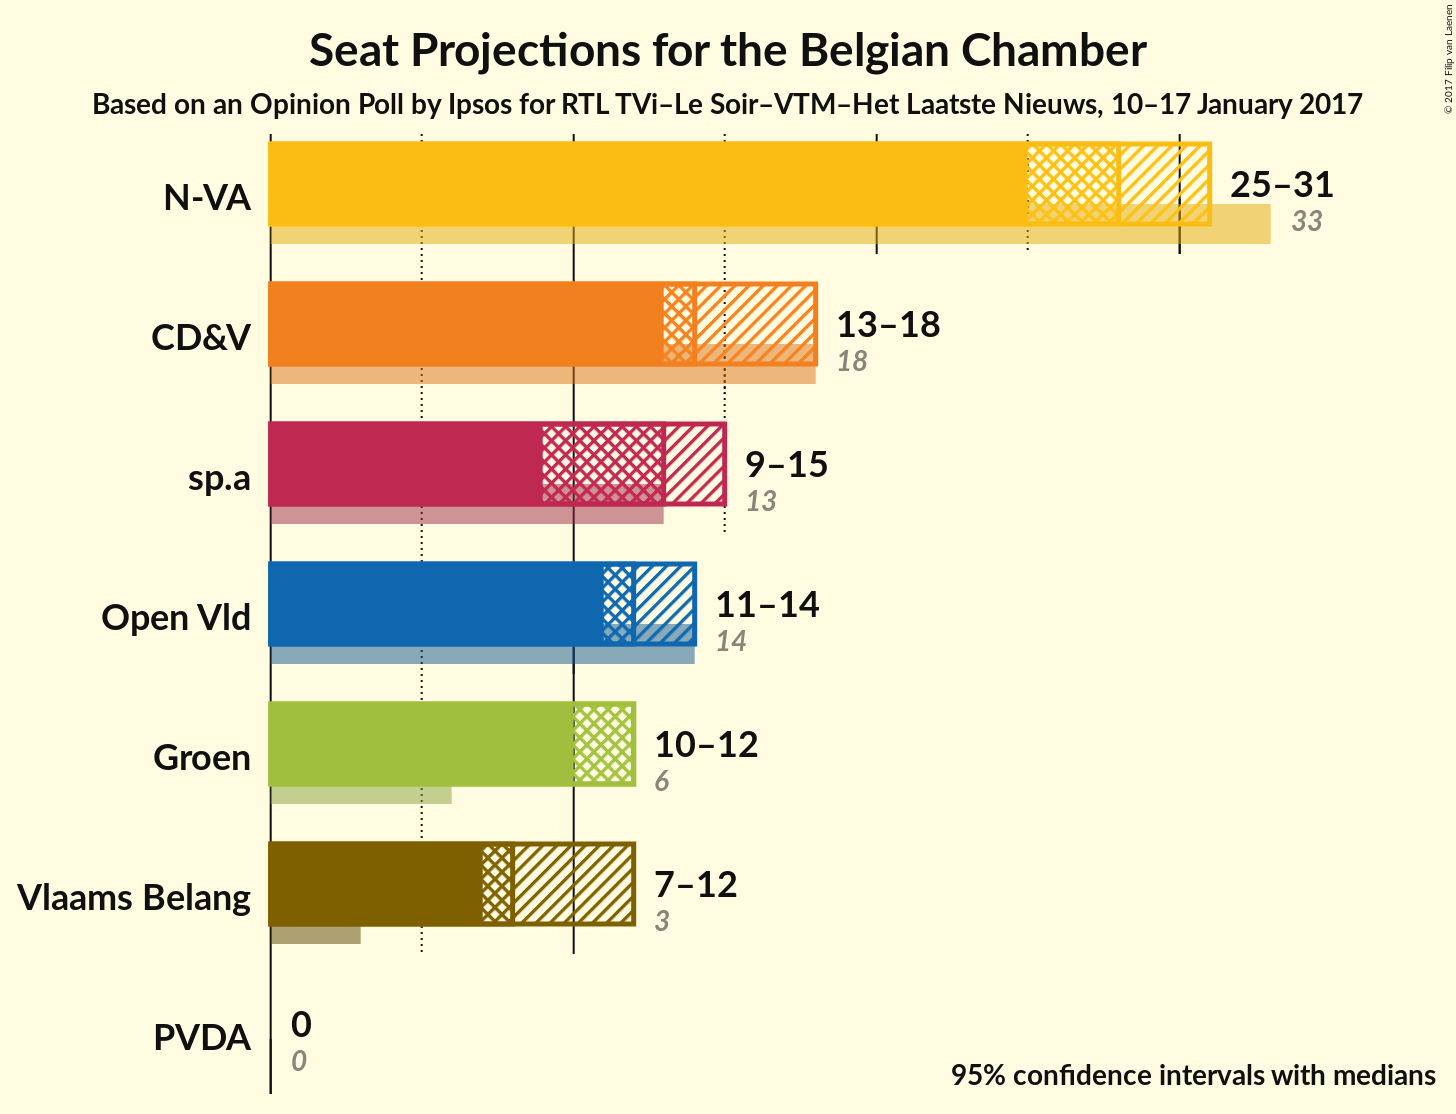 Seat Projections for the Belgian Chamber
Based on an Opinion Poll by Ipsos for RTL TVi–Le Soir–VTM–Het Laatste Nieuws, 10–17 January 2017
© 2017 Filip van Laenen
N-VA
25–31
33
CD&V
13–18
18
sp.a
9–15
13
Open Vld
11–14
14
Groen
10–12
6
Vlaams Belang
7–12
3
PVDA
0
0
95% confidence intervals with medians